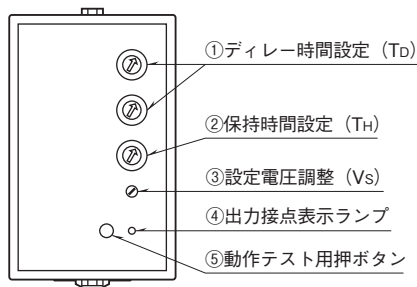 ①ディレー時間設定（TD）
②保持時間設定（TH）
③設定電圧調整（Vs）
④出力接点表示ランプ
⑤動作テスト用押ボタン